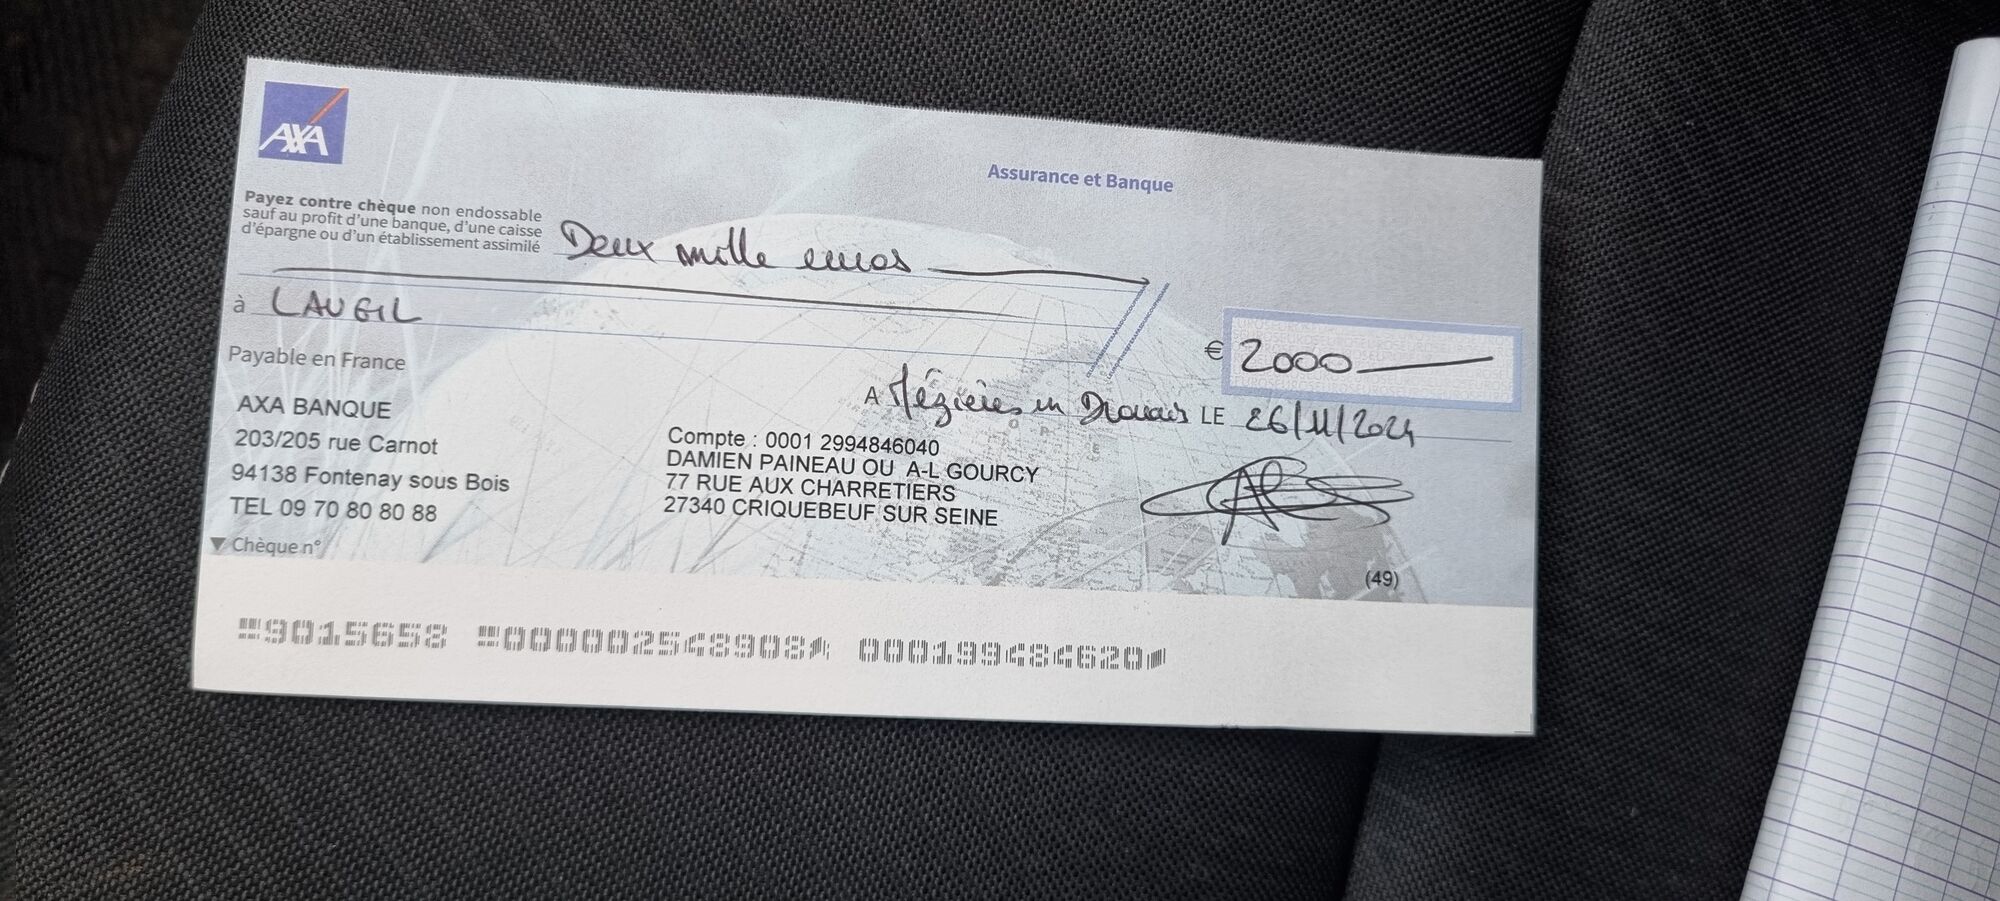 AXA
Assurance et Banque
Payez contre chèque non endossable
sauf au profit d'une banque, d'une caisse
d'épargne ou d'un établissement assimilé
Deux mille euros
à LAUGIL
€ 2000
Payable en France
A Mézières en Drouais LE 26/11/2024
AXA BANQUE
203/205 rue Carnot
94138 Fontenay sous Bois
TEL 09 70 80 80 88
Compte : 0001 2994846040
DAMIEN PAINEAU OU A-L GOURCY
77 RUE AUX CHARRETIERS
27340 CRIQUEBEUF SUR SEINE
Chèque n°
(49)
9015658 000002548908 000199484620